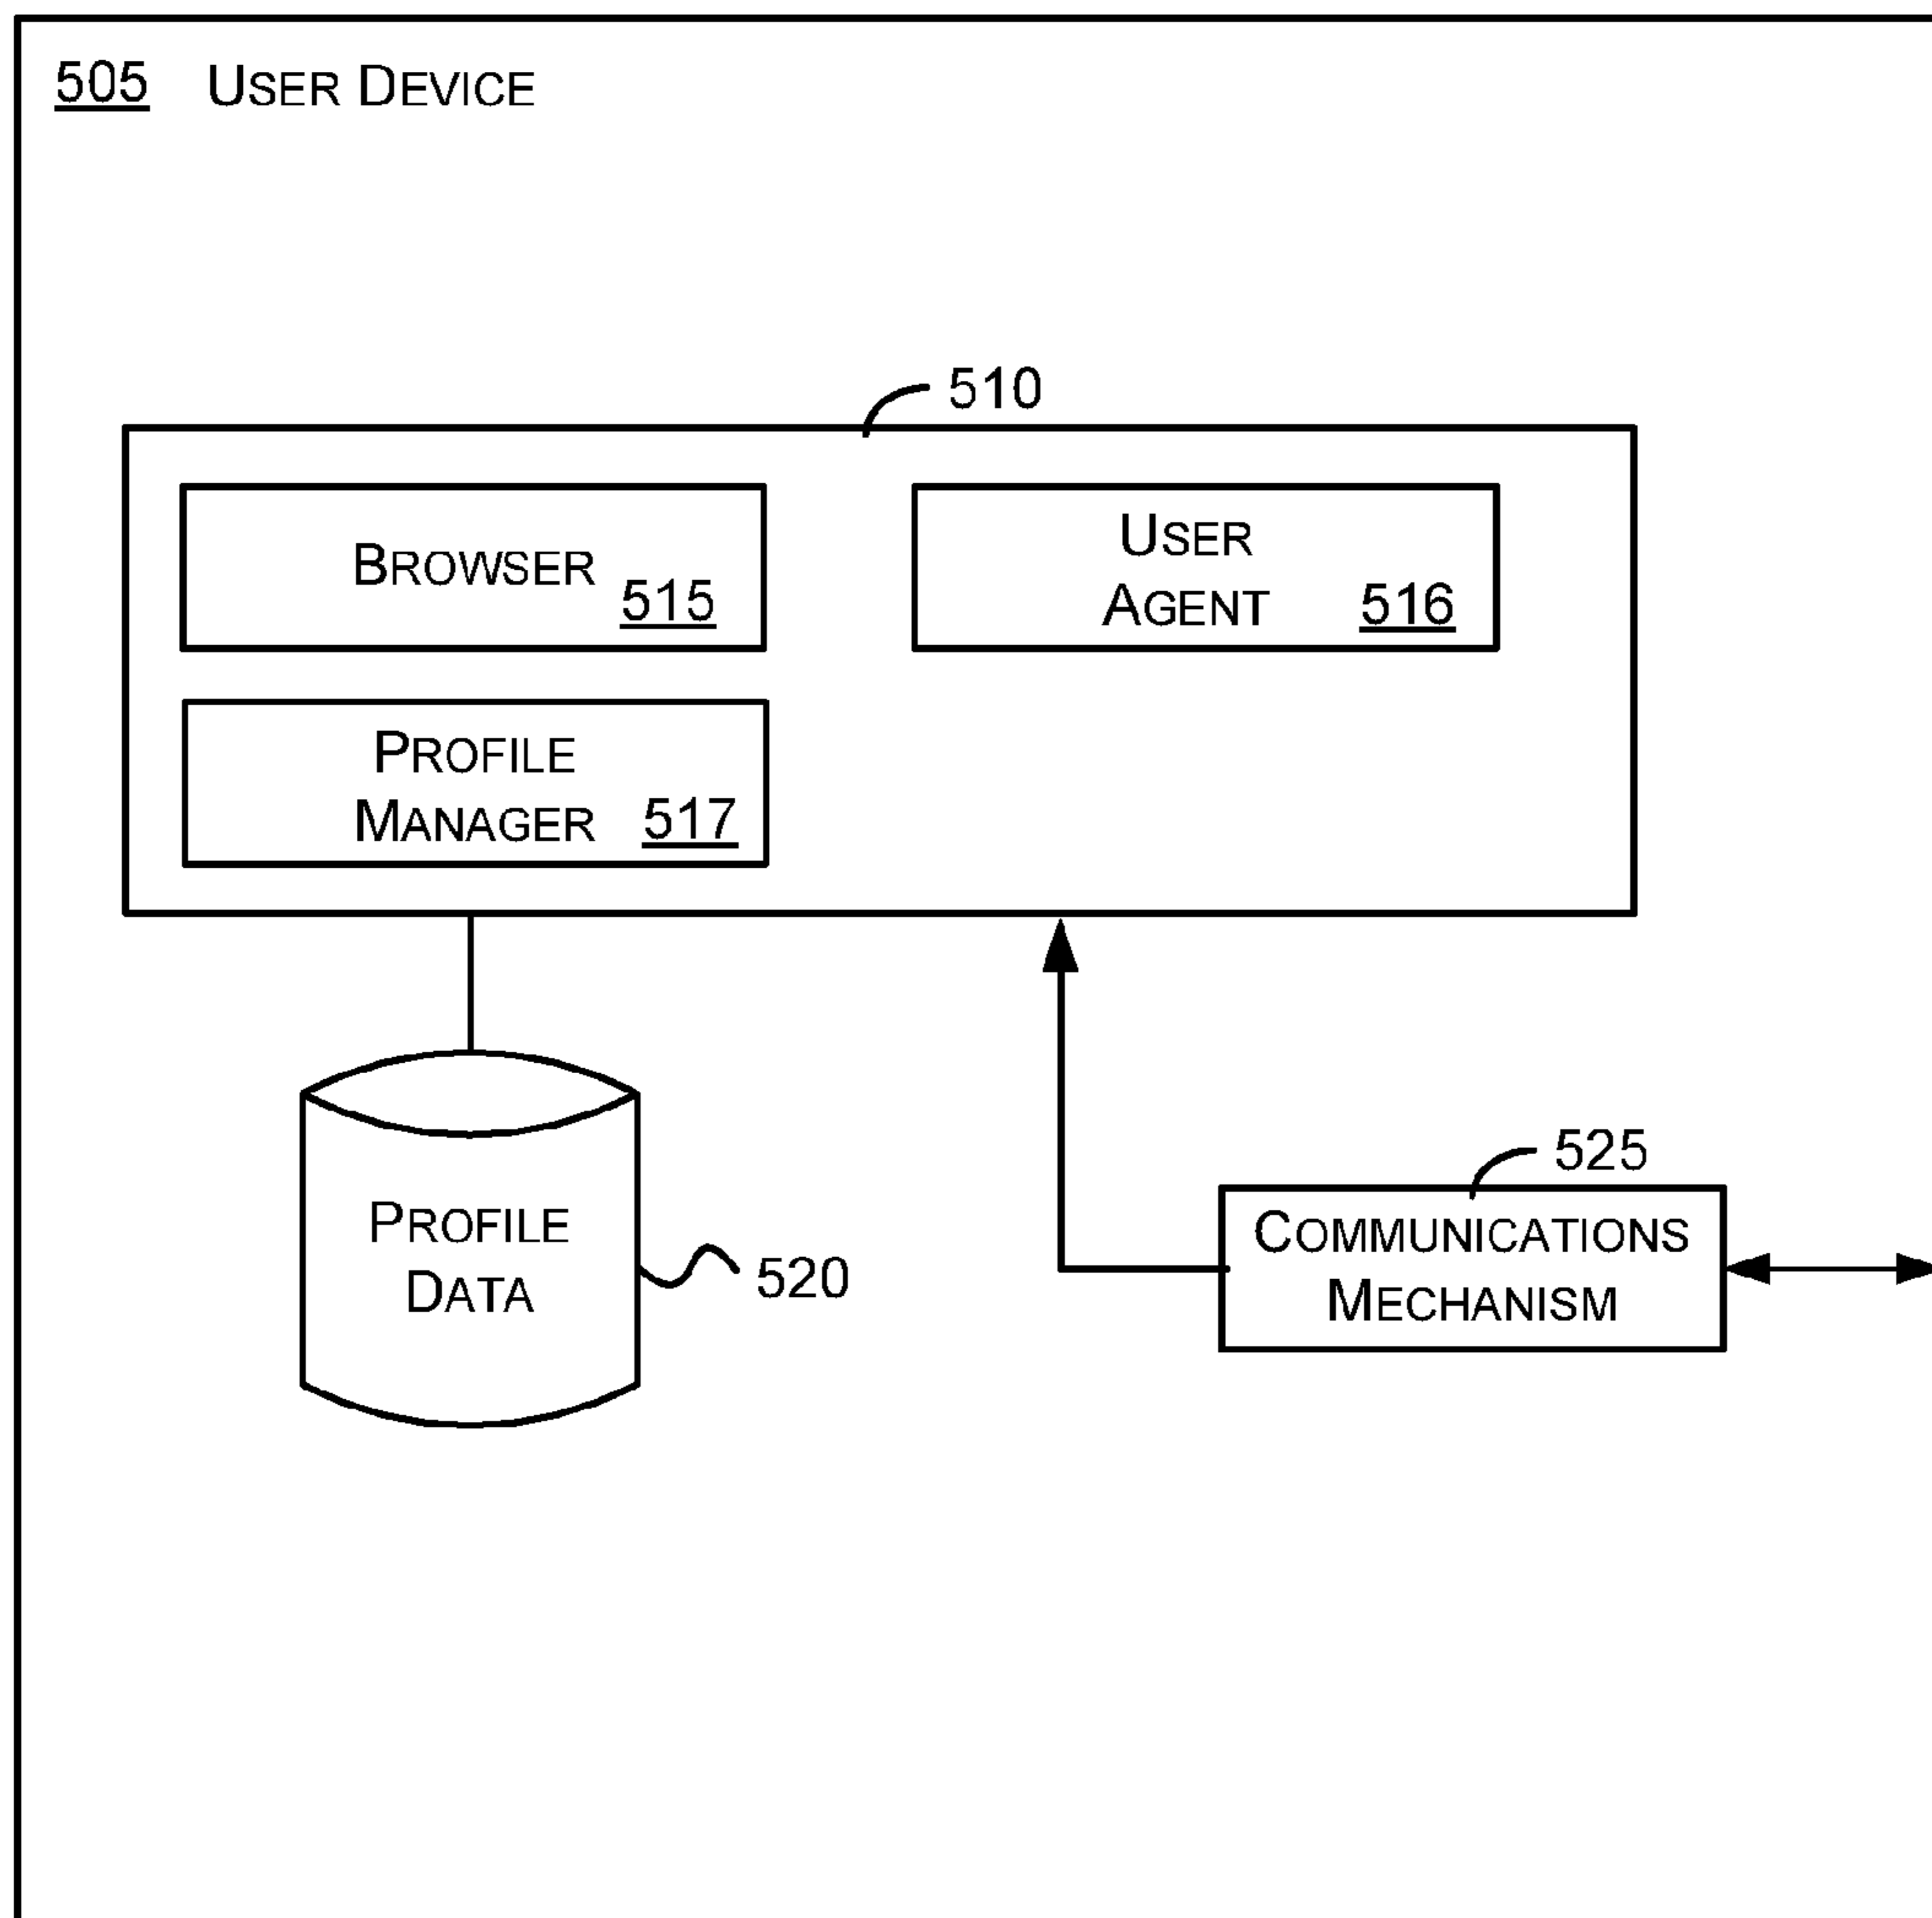 505 USER DEVICE
510
BROWSER 515
USER
AGENT 516
PROFILE
MANAGER 517
PROFILE
DATA
520
525
COMMUNICATIONS
MECHANISM